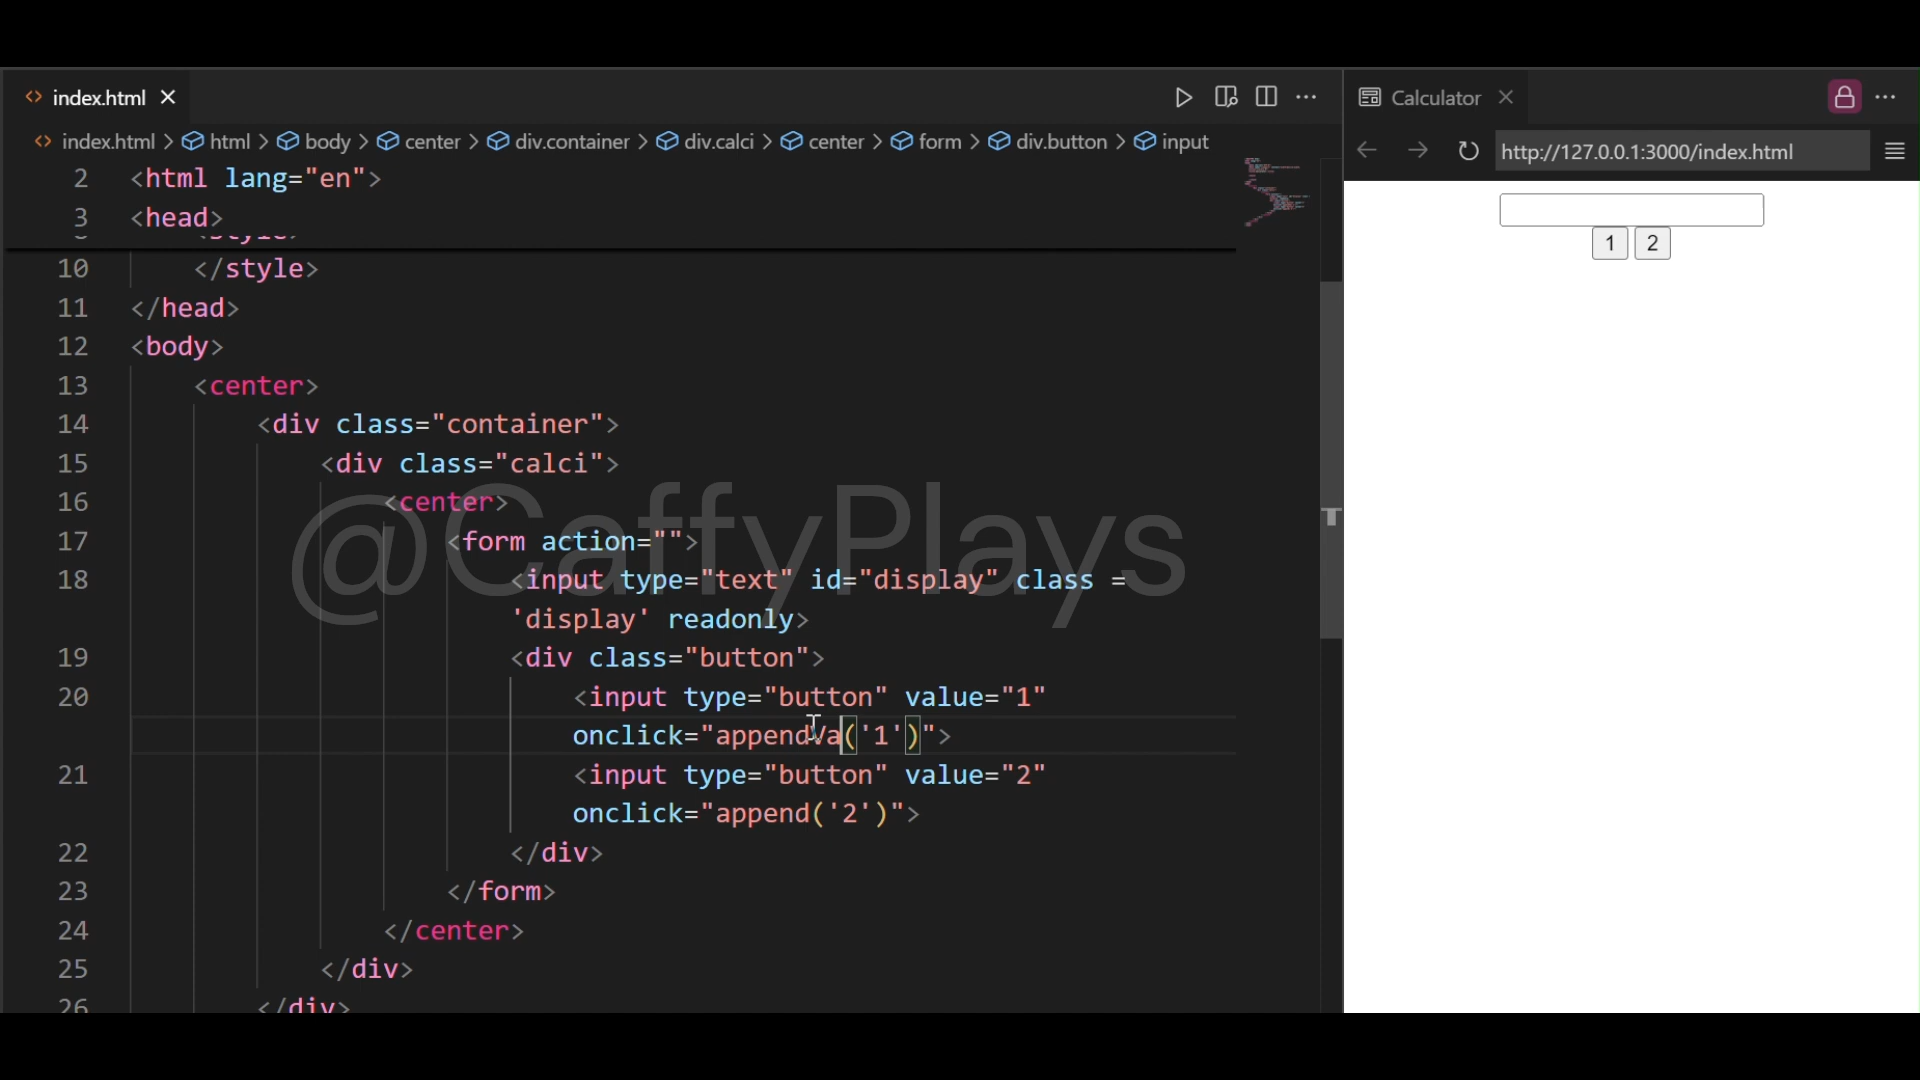 index.html
index.html > html > body > center > div.container > div.calci > center > form > div.button > input
2 <html lang="en">
3 <head>
10 </style>
11 </head>
12 <body>
13 <center>
14 <div class="container">
15 <div class="calci">
16 <center>
17 <form action="">
18 <input type="text" id="display" class =
'display' readonly>
19 <div class="button">
20 <input type="button" value="1"
onclick="appendVa('1')">
21 <input type="button" value="2"
onclick="append('2')">
22 </div>
23 </form>
24 </center>
25 </div>
26 </div>
@CaffyPlays
Calculator
http://127.0.0.1:3000/index.html
1 2